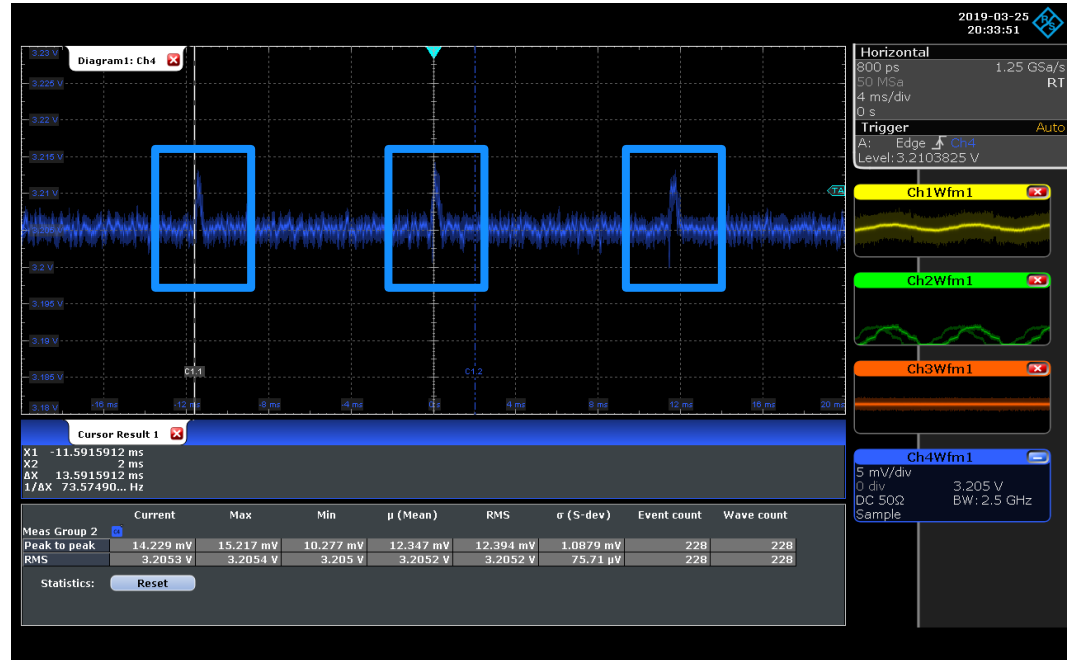 2019-03-25
20:33:51
R&S
Diagram1: Ch4
3.23 V
3.225 V
3.22 V
3.215 V
3.21 V
3.205 V
3.2 V
3.195 V
3.19 V
3.185 V
3.18 V
TA
C1.1
C1.2
-16 ms -12 ms -8 ms -4 ms 0 s 4 ms 8 ms 12 ms 16 ms 20 ms
Horizontal
800 ps 1.25 GSa/s
50 MSa RT
4 ms/div
0 s
Trigger Auto
A: Edge Ch4
Level: 3.2103825 V
Ch1Wfm1
Ch2Wfm1
Ch3Wfm1
Ch4Wfm1
5 mV/div
0 div 3.205 V
DC 50Ω BW: 2.5 GHz
Sample
Cursor Result 1
X1 -11.5915912 ms
X2 2 ms
ΔX 13.5915912 ms
1/ΔX 73.57490... Hz
Current Max Min µ (Mean) RMS σ (S-dev) Event count Wave count
Meas Group 2
Peak to peak 14.229 mV 15.217 mV 10.277 mV 12.347 mV 12.394 mV 1.0879 mV 228 228
RMS 3.2053 V 3.2054 V 3.205 V 3.2052 V 3.2052 V 75.71 µV 228 228
Statistics: Reset